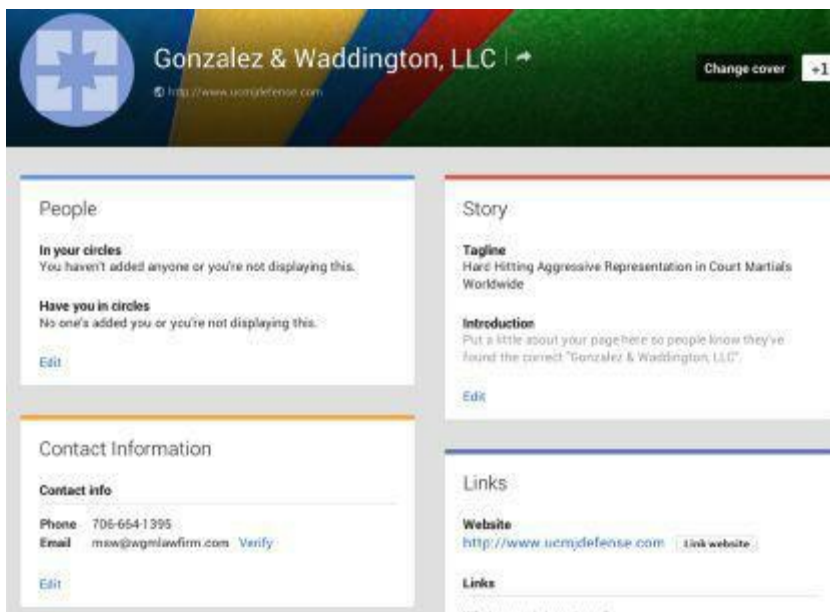 Gonzalez & Waddington, LLC
http://www.ucmjdefense.com
Change cover
+1
People
In your circles
You haven't added anyone or you're not displaying this.
Have you in circles
No one's added you or you're not displaying this.
Edit
Contact Information
Contact info
Phone 706-664-1395
Email msw@wgmlawfirm.com Verify
Edit
Story
Tagline
Hard Hitting Aggressive Representation in Court Martials
Worldwide
Introduction
Put a little about your page here so people know they've
found the correct "Gonzalez & Waddington, LLC".
Edit
Links
Website
http://www.ucmjdefense.com Link website
Links